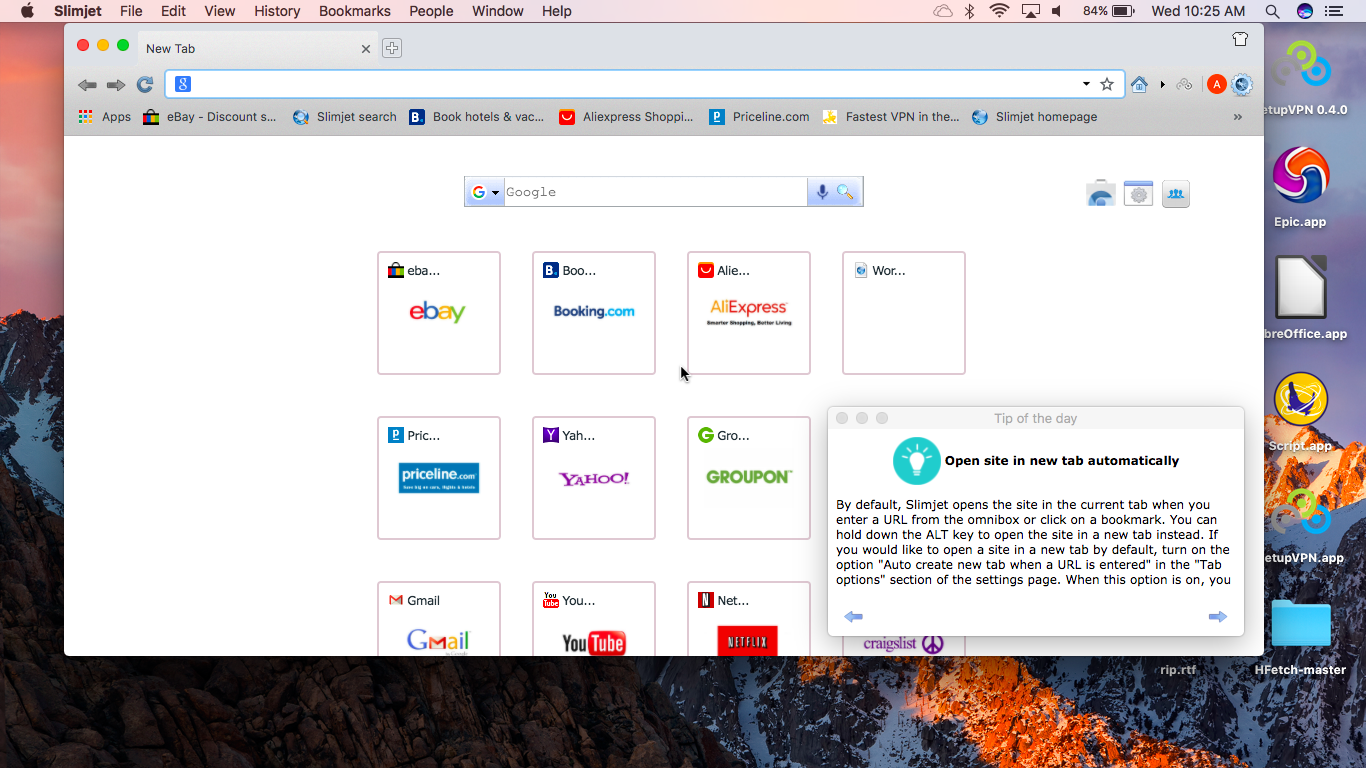 Slimjet File Edit View History Bookmarks People Window Help 84% Wed 10:25 AM
New Tab
Apps eBay - Discount s... Slimjet search Book hotels & vac... Aliexpress Shoppi... Priceline.com Fastest VPN in the... Slimjet homepage »
Google
eba... Boo... Alie... Wor...
ebay Booking.com AliExpress
Smarter Shopping, Better Living
Pric... Yah... Gro...
priceline.com YAHOO! GROUPON
Gmail You... Net...
Gmail YouTube NETFLIX craigslist
Tip of the day
Open site in new tab automatically
By default, Slimjet opens the site in the current tab when you
enter a URL from the omnibox or click on a bookmark. You can
hold down the ALT key to open the site in a new tab instead. If
you would like to open a site in a new tab by default, turn on the
option "Auto create new tab when a URL is entered" in the "Tab
options" section of the settings page. When this option is on, you
etupVPN 0.4.0
Epic.app
breOffice.app
Script.app
etupVPN.app
rip.rtf HFetch-master